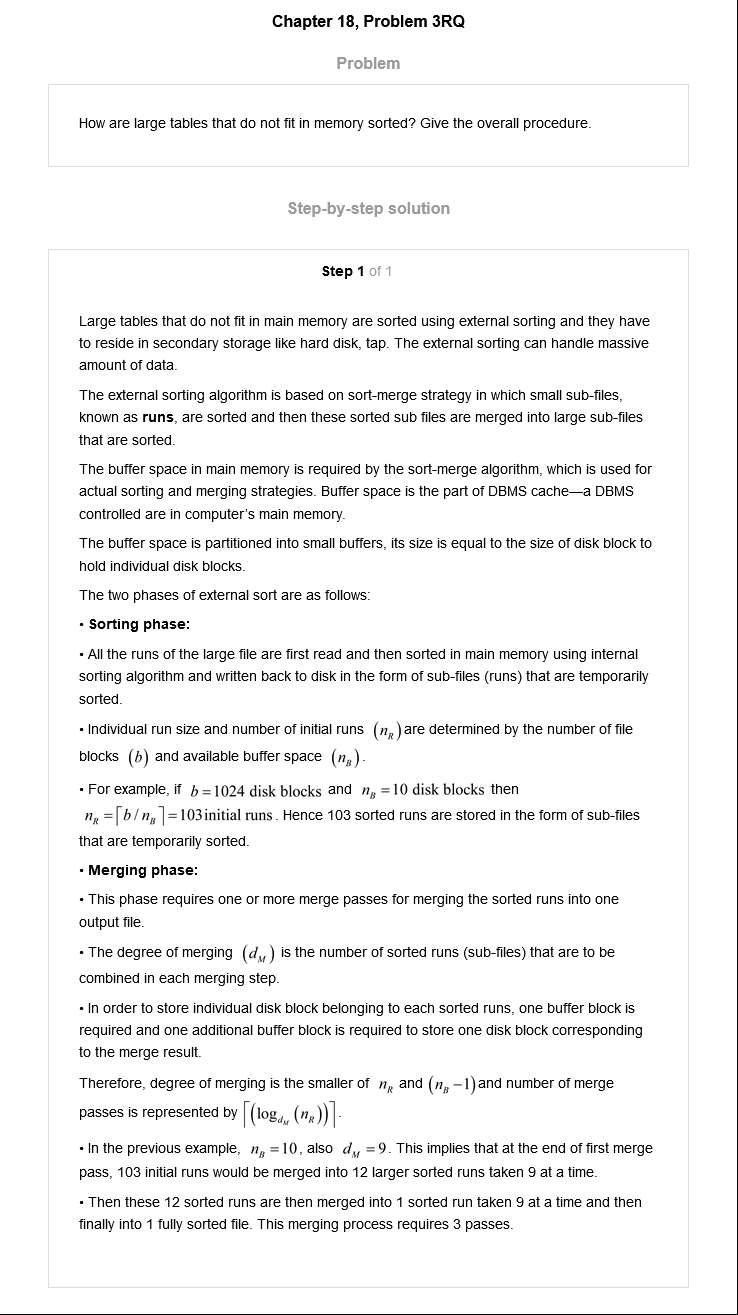 Chapter 18, Problem 3RQ
Problem
How are large tables that do not fit in memory sorted? Give the overall procedure.
Step-by-step solution
Step 1 of 1
Large tables that do not fit in main memory are sorted using external sorting and they have
to reside in secondary storage like hard disk, tap. The external sorting can handle massive
amount of data.
The external sorting algorithm is based on sort-merge strategy in which small sub-files,
known as runs, are sorted and then these sorted sub files are merged into large sub-files
that are sorted.
The buffer space in main memory is required by the sort-merge algorithm, which is used for
actual sorting and merging strategies. Buffer space is the part of DBMS cache—a DBMS
controlled are in computer's main memory.
The buffer space is partitioned into small buffers, its size is equal to the size of disk block to
hold individual disk blocks.
The two phases of external sort are as follows:
• Sorting phase:
• All the runs of the large file are first read and then sorted in main memory using internal
sorting algorithm and written back to disk in the form of sub-files (runs) that are temporarily
sorted.
• Individual run size and number of initial runs (n_R) are determined by the number of file
blocks (b) and available buffer space (n_B).
• For example, if b = 1024 disk blocks and n_B = 10 disk blocks then
n_R = ⌈b / n_B⌉ = 103 initial runs. Hence 103 sorted runs are stored in the form of sub-files
that are temporarily sorted.
• Merging phase:
• This phase requires one or more merge passes for merging the sorted runs into one
output file.
• The degree of merging (d_M) is the number of sorted runs (sub-files) that are to be
combined in each merging step.
• In order to store individual disk block belonging to each sorted runs, one buffer block is
required and one additional buffer block is required to store one disk block corresponding
to the merge result.
Therefore, degree of merging is the smaller of n_R and (n_B − 1) and number of merge
passes is represented by ⌈(log_{d_M} (n_R))⌉.
• In the previous example, n_B = 10, also d_M = 9. This implies that at the end of first merge
pass, 103 initial runs would be merged into 12 larger sorted runs taken 9 at a time.
• Then these 12 sorted runs are then merged into 1 sorted run taken 9 at a time and then
finally into 1 fully sorted file. This merging process requires 3 passes.